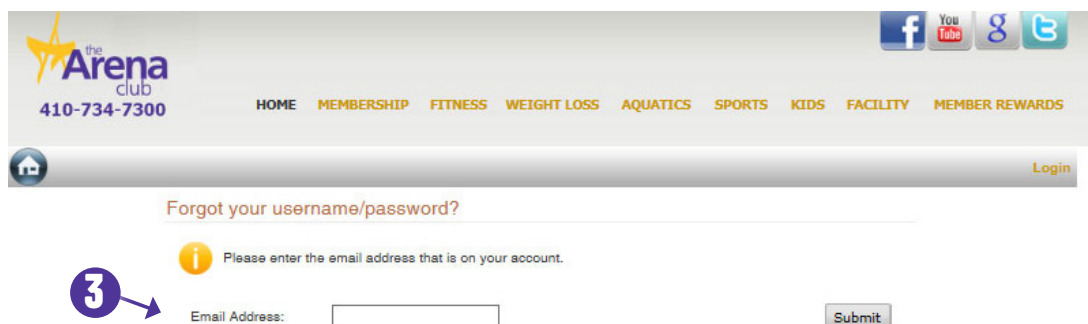 the
Arena
club
410-734-7300
f You Tube g t
HOME MEMBERSHIP FITNESS WEIGHT LOSS AQUATICS SPORTS KIDS FACILITY MEMBER REWARDS
Login
Forgot your username/password?
i Please enter the email address that is on your account.
3
Email Address: Submit